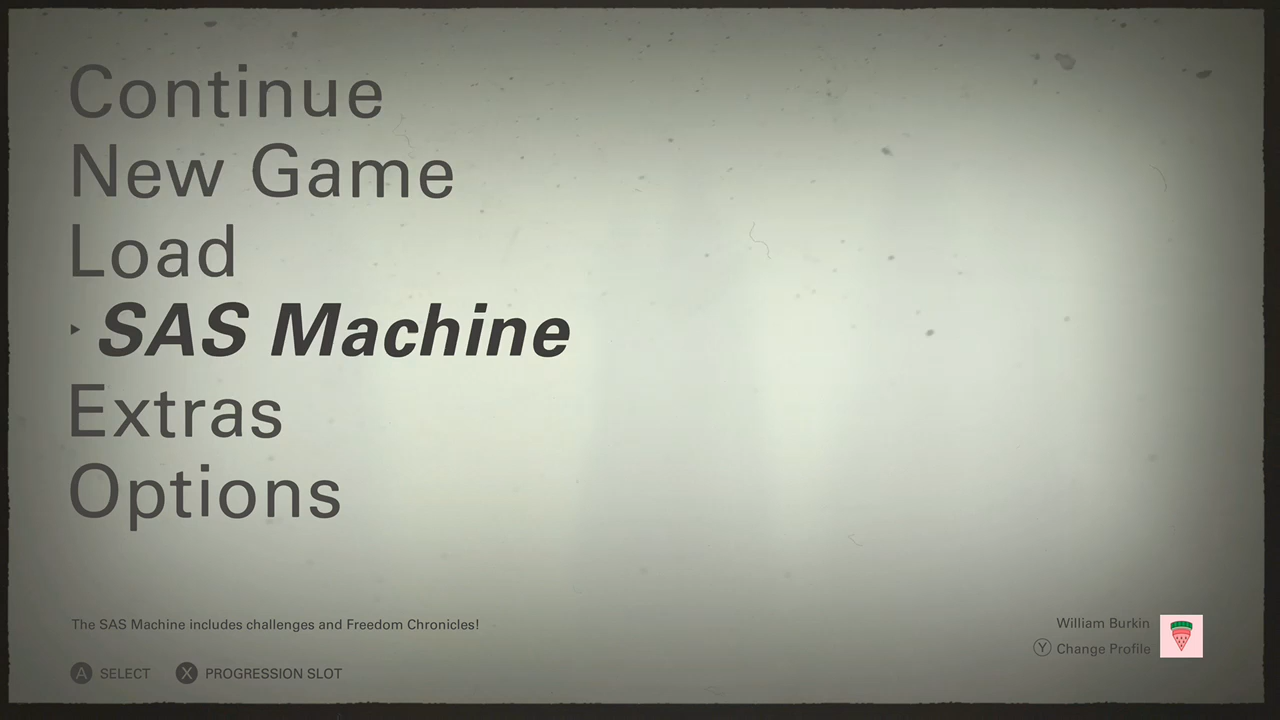 Continue
New Game
Load
SAS Machine
Extras
Options
The SAS Machine includes challenges and Freedom Chronicles!
William Burkin
Y Change Profile
A SELECT X PROGRESSION SLOT